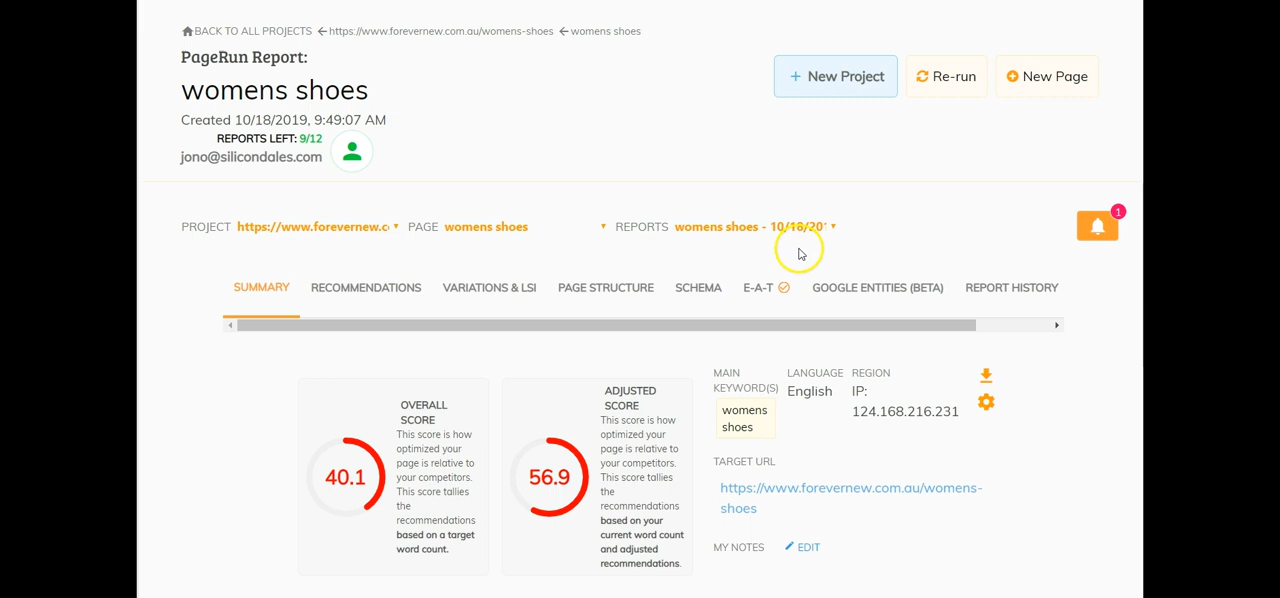 BACK TO ALL PROJECTS https://www.forevernew.com.au/womens-shoes womens shoes
PageRun Report:
womens shoes
Created 10/18/2019, 9:49:07 AM
REPORTS LEFT: 9/12
jono@silicondales.com
+ New Project
Re-run
New Page
PROJECT https://www.forevernew.c PAGE womens shoes REPORTS womens shoes - 10/18/201
1
SUMMARY RECOMMENDATIONS VARIATIONS & LSI PAGE STRUCTURE SCHEMA E-A-T GOOGLE ENTITIES (BETA) REPORT HISTORY
40.1
OVERALL
SCORE
This score is how
optimized your
page is relative to
your competitors.
This score tallies
the
recommendations
based on a target
word count.
56.9
ADJUSTED
SCORE
This score is how
optimized your
page is relative to
your competitors.
This score tallies
the
recommendations
based on your
current word count
and adjusted
recommendations.
MAIN
KEYWORD(S)
womens
shoes
LANGUAGE
English
REGION
IP:
124.168.216.231
TARGET URL
https://www.forevernew.com.au/womens-
shoes
MY NOTES EDIT